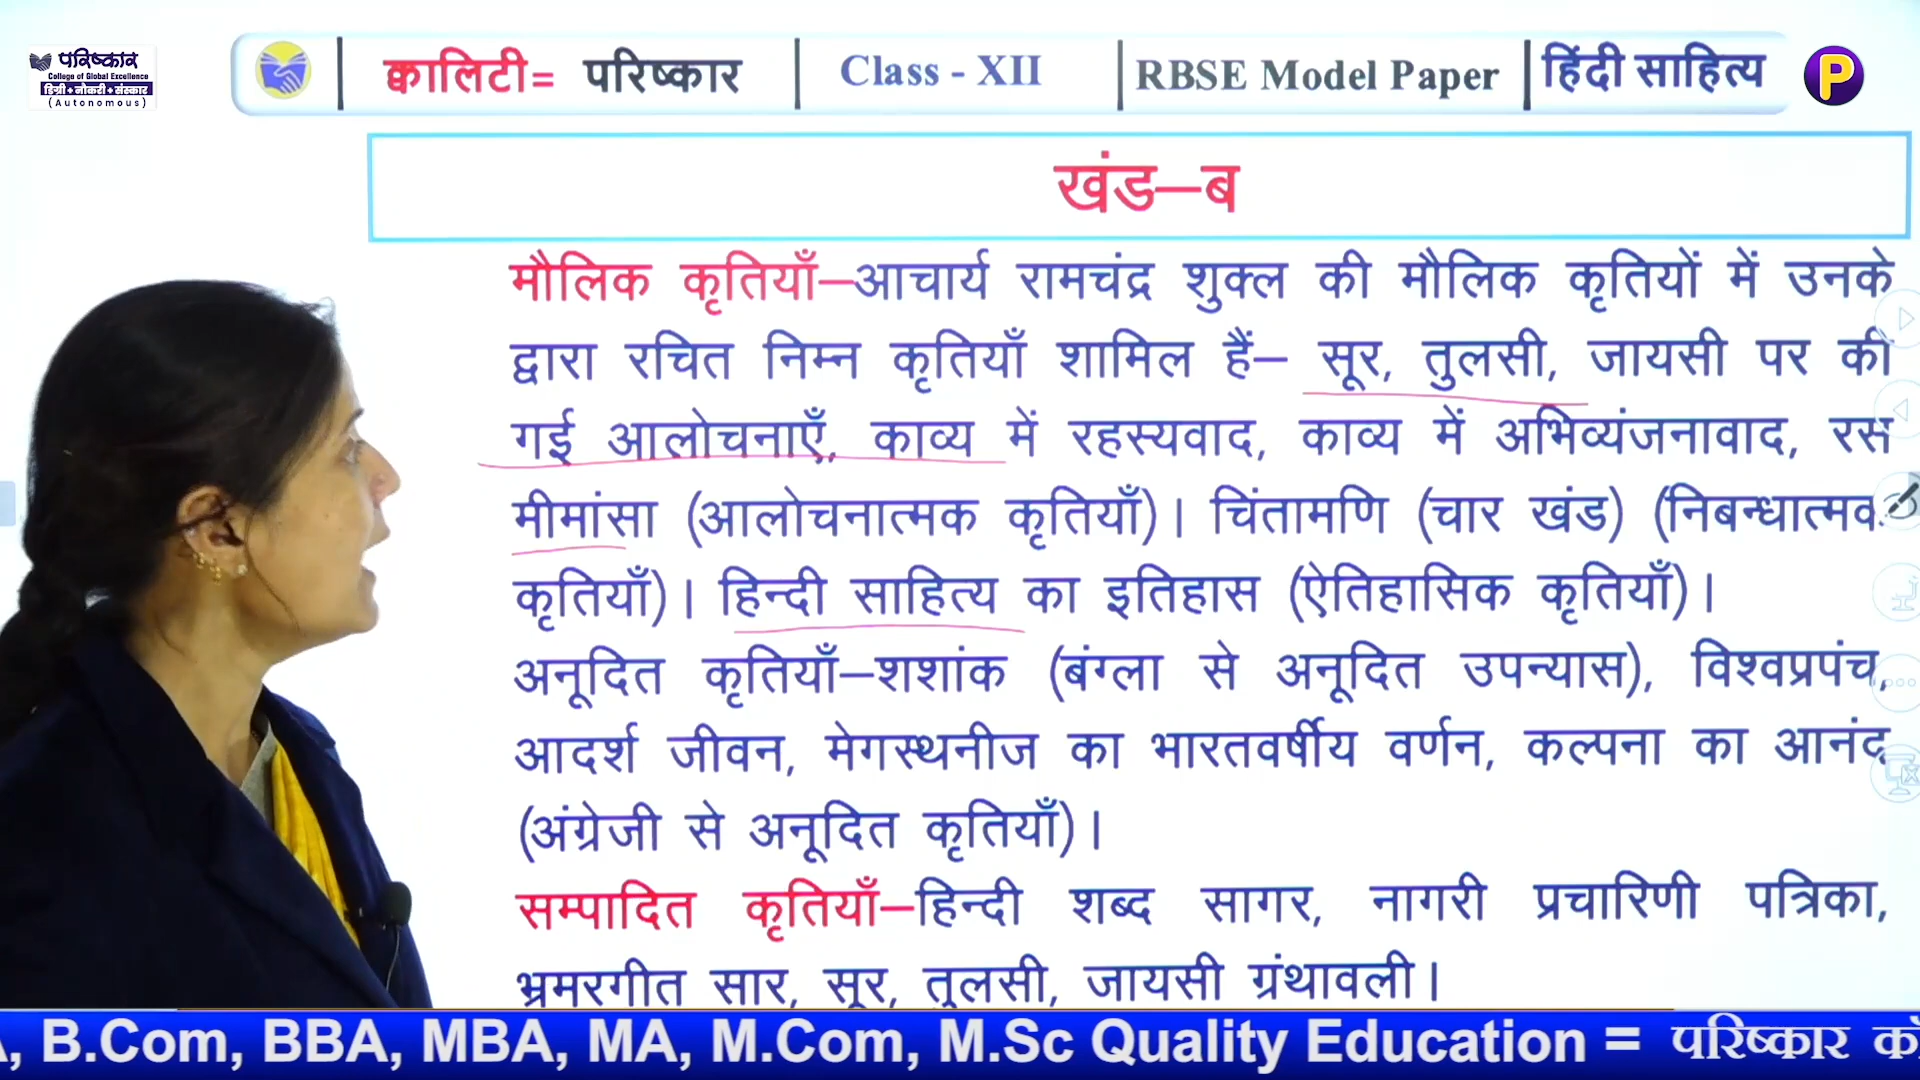 परिष्कार
College of Global Excellence
डिग्री + नौकरी + संस्कार
(Autonomous)
क्वालिटी = परिष्कार
Class - XII
RBSE Model Paper
हिंदी साहित्य
P
खंड–ब
मौलिक कृतियाँ–आचार्य रामचंद्र शुक्ल की मौलिक कृतियों में उनके
द्वारा रचित निम्न कृतियाँ शामिल हैं– सूर, तुलसी, जायसी पर की
गई आलोचनाएँ, काव्य में रहस्यवाद, काव्य में अभिव्यंजनावाद, रस
मीमांसा (आलोचनात्मक कृतियाँ)। चिंतामणि (चार खंड) (निबन्धात्मक
कृतियाँ)। हिन्दी साहित्य का इतिहास (ऐतिहासिक कृतियाँ)।
अनूदित कृतियाँ–शशांक (बंग्ला से अनूदित उपन्यास), विश्वप्रपंच,
आदर्श जीवन, मेगस्थनीज का भारतवर्षीय वर्णन, कल्पना का आनंद
(अंग्रेजी से अनूदित कृतियाँ)।
सम्पादित कृतियाँ–हिन्दी शब्द सागर, नागरी प्रचारिणी पत्रिका,
भ्रमरगीत सार, सूर, तुलसी, जायसी ग्रंथावली।
B.Com, BBA, MBA, MA, M.Com, M.Sc Quality Education = परिष्कार